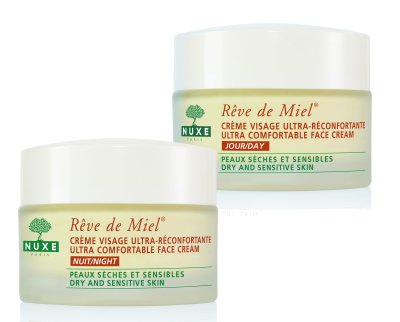 NUXE
PARIS
Rêve de Miel®
CRÈME VISAGE ULTRA-RÉCONFORTANTE
ULTRA COMFORTABLE FACE CREAM
JOUR/DAY
PEAUX SÈCHES ET SENSIBLES
DRY AND SENSITIVE SKIN
NUXE
PARIS
Rêve de Miel®
CRÈME VISAGE ULTRA-RÉCONFORTANTE
ULTRA COMFORTABLE FACE CREAM
NUIT/NIGHT
PEAUX SÈCHES ET SENSIBLES
DRY AND SENSITIVE SKIN